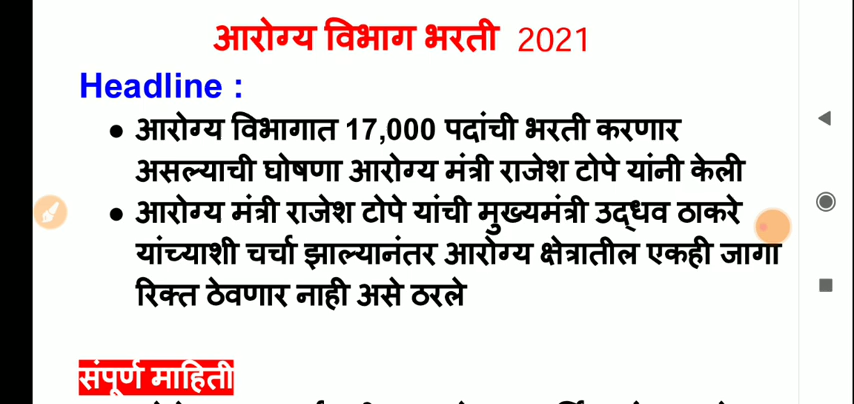 आरोग्य विभाग भरती 2021
Headline :
● आरोग्य विभागात 17,000 पदांची भरती करणार
असल्याची घोषणा आरोग्य मंत्री राजेश टोपे यांनी केली
● आरोग्य मंत्री राजेश टोपे यांची मुख्यमंत्री उद्धव ठाकरे
यांच्याशी चर्चा झाल्यानंतर आरोग्य क्षेत्रातील एकही जागा
रिक्त ठेवणार नाही असे ठरले
संपूर्ण माहिती